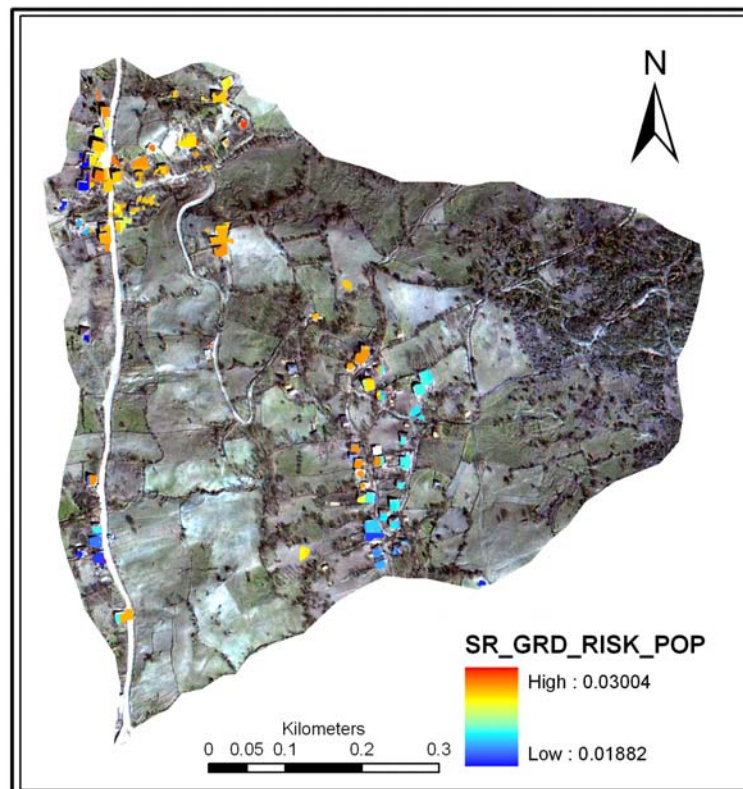 N
SR_GRD_RISK_POP
High : 0.03004
Low : 0.01882
Kilometers
0 0.05 0.1 0.2 0.3